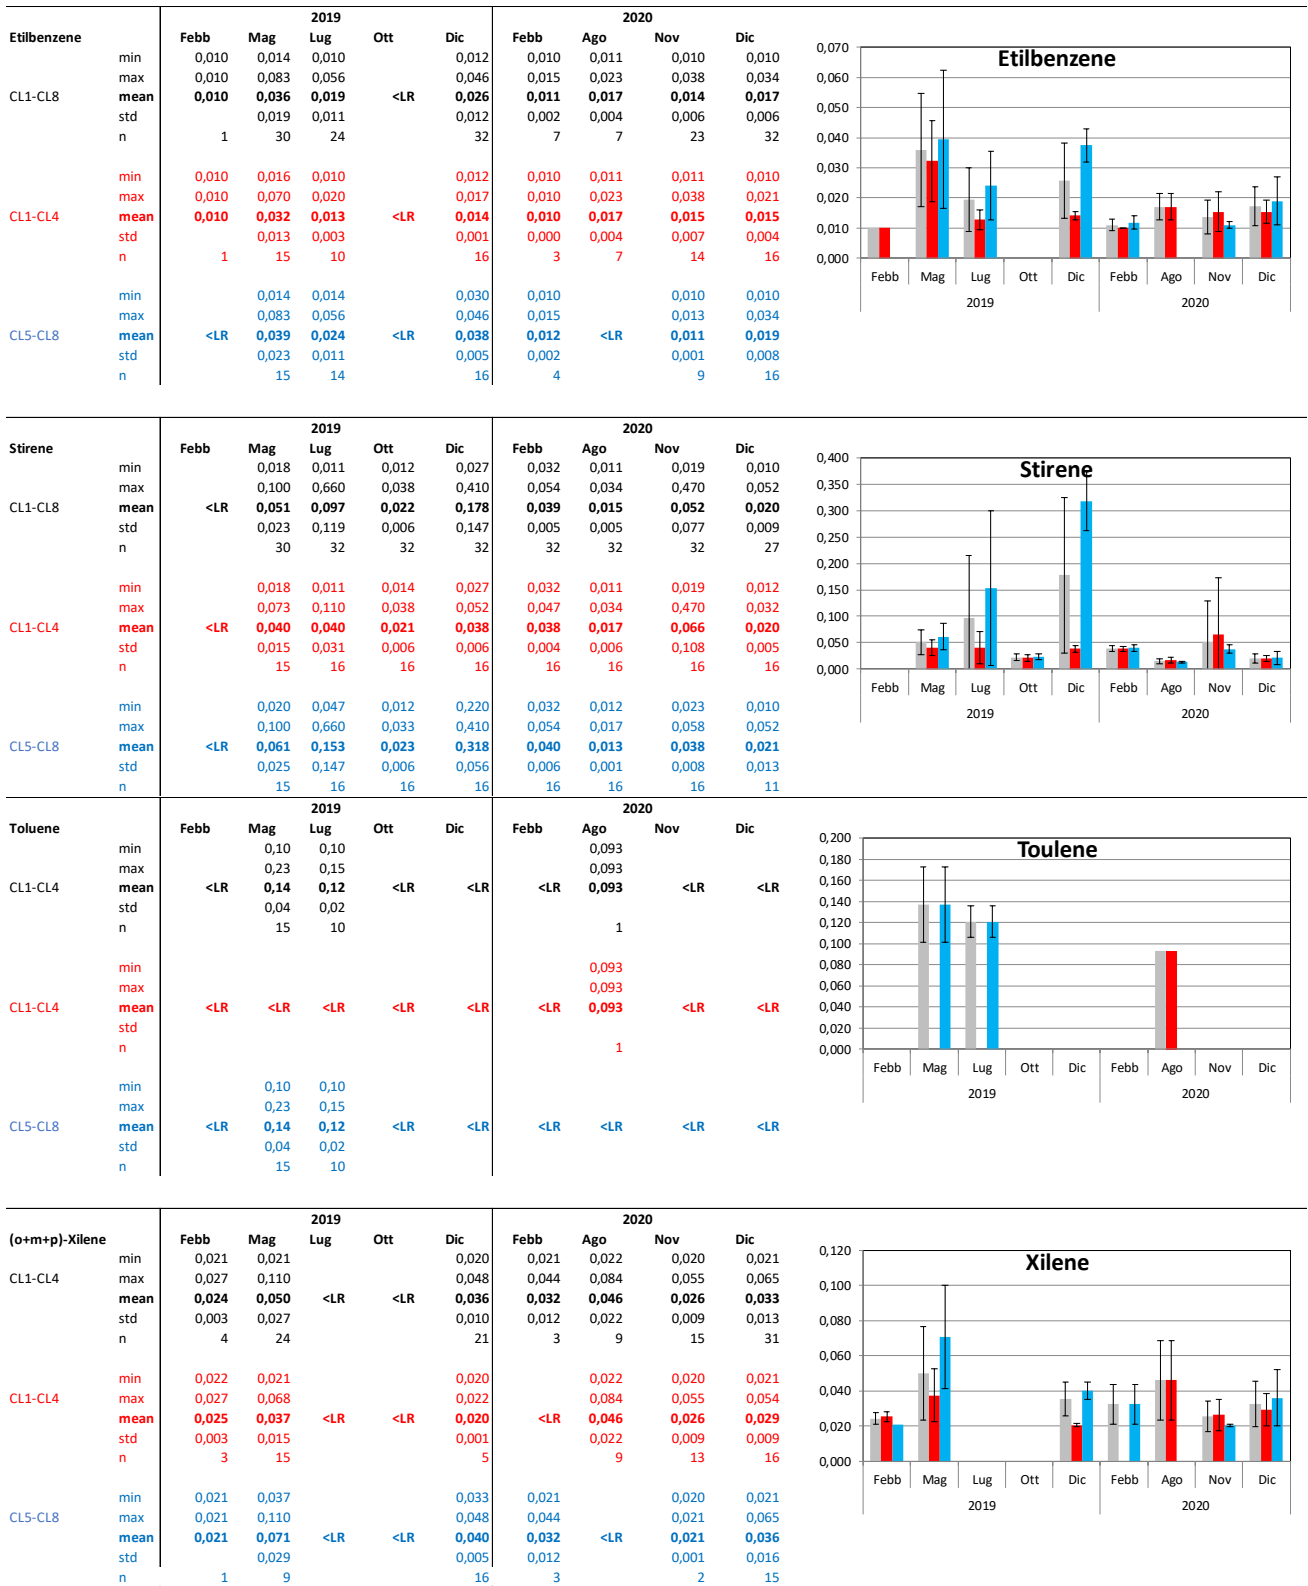 2019 2020
Etilbenzene Febb Mag Lug Ott Dic Febb Ago Nov Dic
min 0,010 0,014 0,010 0,012 0,010 0,011 0,010 0,010
max 0,010 0,083 0,056 0,046 0,015 0,023 0,038 0,034
CL1-CL8 mean 0,010 0,036 0,019 <LR 0,026 0,011 0,017 0,014 0,017
std 0,019 0,011 0,012 0,002 0,004 0,006 0,006
n 1 30 24 32 7 7 23 32
min 0,010 0,016 0,010 0,012 0,010 0,011 0,011 0,010
max 0,010 0,070 0,020 0,017 0,010 0,023 0,038 0,021
CL1-CL4 mean 0,010 0,032 0,013 <LR 0,014 0,010 0,017 0,015 0,015
std 0,013 0,003 0,001 0,000 0,004 0,007 0,004
n 1 15 10 16 3 7 14 16
min 0,014 0,014 0,030 0,010 0,010 0,010
max 0,083 0,056 0,046 0,015 0,013 0,034
CL5-CL8 mean <LR 0,039 0,024 <LR 0,038 0,012 <LR 0,011 0,019
std 0,023 0,011 0,005 0,002 0,001 0,008
n 15 14 16 4 9 16
Etilbenzene
0,070
0,060
0,050
0,040
0,030
0,020
0,010
0,000
Febb Mag Lug Ott Dic Febb Ago Nov Dic
2019 2020
2019 2020
Stirene Febb Mag Lug Ott Dic Febb Ago Nov Dic
min 0,018 0,011 0,012 0,027 0,032 0,011 0,019 0,010
max 0,100 0,660 0,038 0,410 0,054 0,034 0,470 0,052
CL1-CL8 mean <LR 0,051 0,097 0,022 0,178 0,039 0,015 0,052 0,020
std 0,023 0,119 0,006 0,147 0,005 0,005 0,077 0,009
n 30 32 32 32 32 32 32 27
min 0,018 0,011 0,014 0,027 0,032 0,011 0,019 0,012
max 0,073 0,110 0,038 0,052 0,047 0,034 0,470 0,032
CL1-CL4 mean <LR 0,040 0,040 0,021 0,038 0,038 0,017 0,066 0,020
std 0,015 0,031 0,006 0,006 0,004 0,006 0,108 0,005
n 15 16 16 16 16 16 16 16
min 0,020 0,047 0,012 0,220 0,032 0,012 0,023 0,010
max 0,100 0,660 0,033 0,410 0,054 0,017 0,058 0,052
CL5-CL8 mean <LR 0,061 0,153 0,023 0,318 0,040 0,013 0,038 0,021
std 0,025 0,147 0,006 0,056 0,006 0,001 0,008 0,013
n 15 16 16 16 16 16 16 11
Stirene
0,400
0,350
0,300
0,250
0,200
0,150
0,100
0,050
0,000
Febb Mag Lug Ott Dic Febb Ago Nov Dic
2019 2020
2019 2020
Toluene Febb Mag Lug Ott Dic Febb Ago Nov Dic
min 0,10 0,10 0,093
max 0,23 0,15 0,093
CL1-CL4 mean <LR 0,14 0,12 <LR <LR <LR 0,093 <LR <LR
std 0,04 0,02
n 15 10 1
min 0,093
max 0,093
CL1-CL4 mean <LR <LR <LR <LR <LR <LR 0,093 <LR <LR
std
n 1
min 0,10 0,10
max 0,23 0,15
CL5-CL8 mean <LR 0,14 0,12 <LR <LR <LR <LR <LR <LR
std 0,04 0,02
n 15 10
Toulene
0,200
0,180
0,160
0,140
0,120
0,100
0,080
0,060
0,040
0,020
0,000
Febb Mag Lug Ott Dic Febb Ago Nov Dic
2019 2020
2019 2020
(o+m+p)-Xilene Febb Mag Lug Ott Dic Febb Ago Nov Dic
min 0,021 0,021 0,020 0,021 0,022 0,020 0,021
CL1-CL4 max 0,027 0,110 0,048 0,044 0,084 0,055 0,065
mean 0,024 0,050 <LR <LR 0,036 0,032 0,046 0,026 0,033
std 0,003 0,027 0,010 0,012 0,022 0,009 0,013
n 4 24 21 3 9 15 31
min 0,022 0,021 0,020 0,022 0,020 0,021
CL1-CL4 max 0,027 0,068 0,022 0,084 0,055 0,054
mean 0,025 0,037 <LR <LR 0,020 <LR 0,046 0,026 0,029
std 0,003 0,015 0,001 0,022 0,009 0,009
n 3 15 5 9 13 16
min 0,021 0,037 0,033 0,021 0,020 0,021
CL5-CL8 max 0,021 0,110 0,048 0,044 0,021 0,065
mean 0,021 0,071 <LR <LR 0,040 0,032 <LR 0,021 0,036
std 0,029 0,005 0,012 0,001 0,016
n 1 9 16 3 2 15
Xilene
0,120
0,100
0,080
0,060
0,040
0,020
0,000
Febb Mag Lug Ott Dic Febb Ago Nov Dic
2019 2020